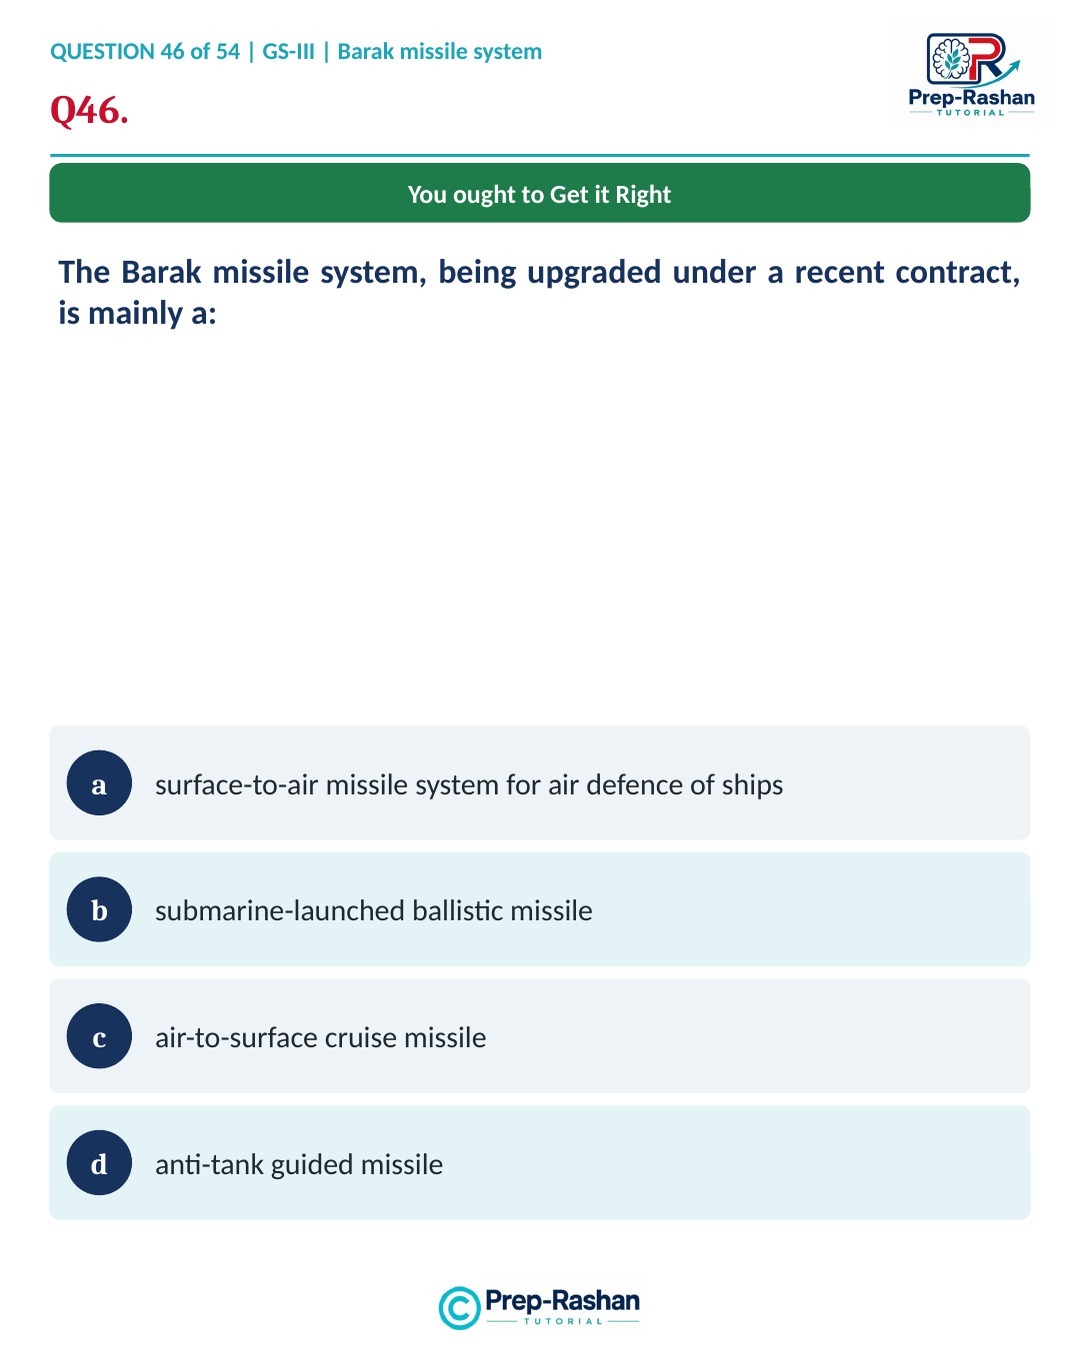 QUESTION 46 of 54 | GS-III | Barak missile system
Q46.
R
Prep-Rashan
TUTORIAL
You ought to Get it Right
The Barak missile system, being upgraded under a recent contract,
is mainly a:
a surface-to-air missile system for air defence of ships
b submarine-launched ballistic missile
c air-to-surface cruise missile
d anti-tank guided missile
© Prep-Rashan
TUTORIAL